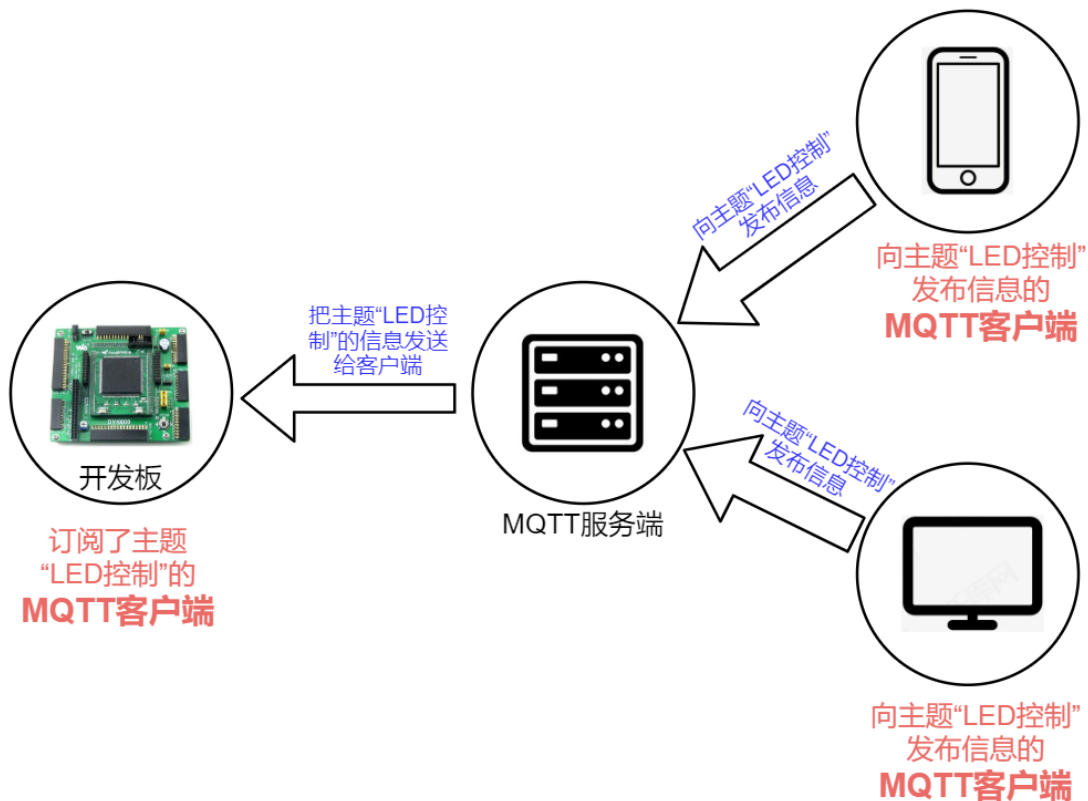 向主题“LED控制”
发布信息
向主题“LED控制”
发布信息的
MQTT客户端
把主题“LED控
制”的信息发送
给客户端
开发板
订阅了主题
“LED控制”的
MQTT客户端
MQTT服务端
向主题“LED控制”
发布信息
向主题“LED控制”
发布信息的
MQTT客户端